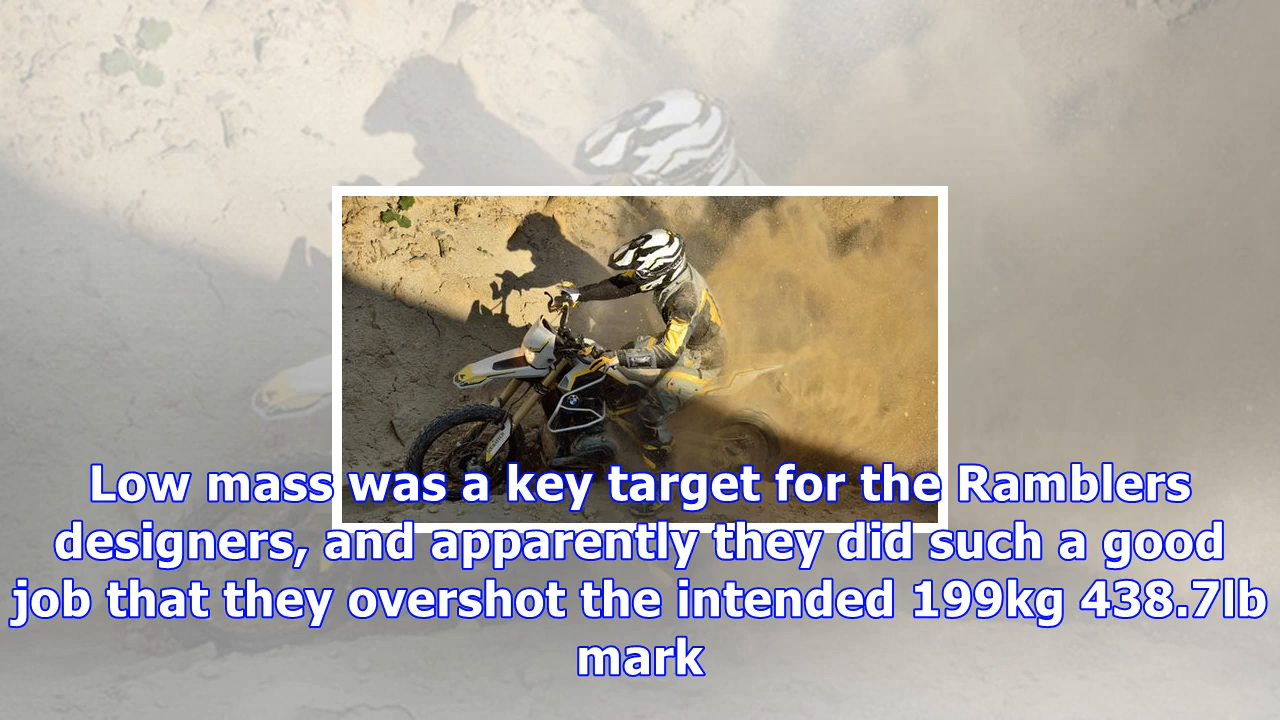 Low mass was a key target for the Ramblers
designers, and apparently they did such a good
job that they overshot the intended 199kg 438.7lb
mark